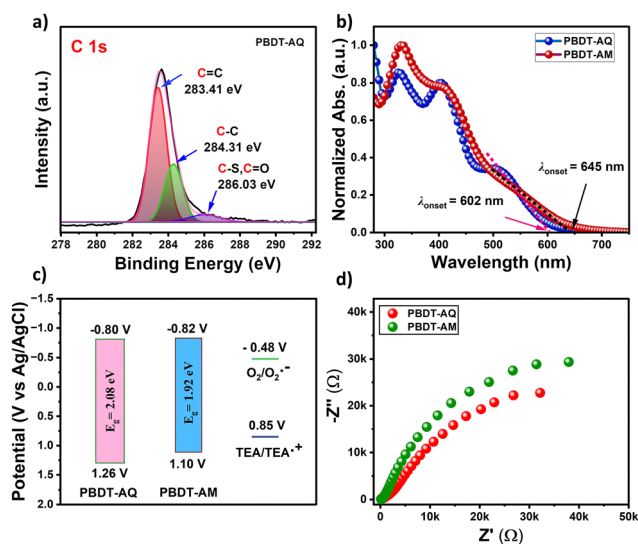 a)
C 1s
PBDT-AQ
C=C
283.41 eV
C-C
284.31 eV
C-S,C=O
286.03 eV
Intensity (a.u.)
278 280 282 284 286 288 290 292
Binding Energy (eV)
b)
PBDT-AQ
PBDT-AM
λonset = 645 nm
λonset = 602 nm
Normalized Abs. (a.u.)
1.0
0.8
0.6
0.4
0.2
0.0
300 400 500 600 700
Wavelength (nm)
c)
Potential (V vs Ag/AgCl)
-1.5
-1.0
-0.5
0.0
0.5
1.0
1.5
2.0
-0.80 V
-0.82 V
Eg= 2.08 eV
Eg= 1.92 eV
- 0.48 V
O2/O2·-
0.85 V
TEA/TEA·+
1.26 V
1.10 V
PBDT-AQ
PBDT-AM
d)
PBDT-AQ
PBDT-AM
-Z'' (Ω)
30k
20k
10k
0
0 10k 20k 30k 40k 50k
Z' (Ω)